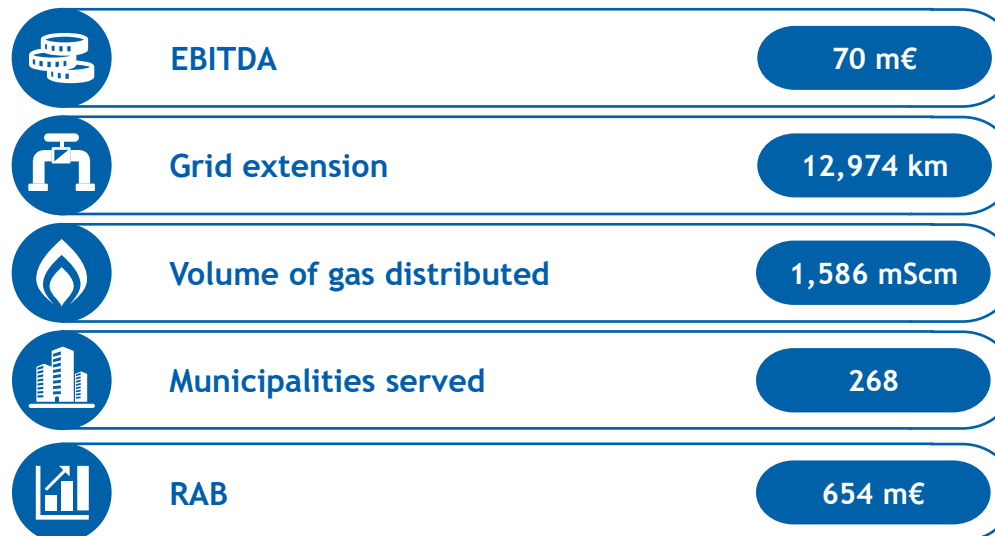 EBITDA 70 m€
Grid extension 12,974 km
Volume of gas distributed 1,586 mScm
Municipalities served 268
RAB 654 m€